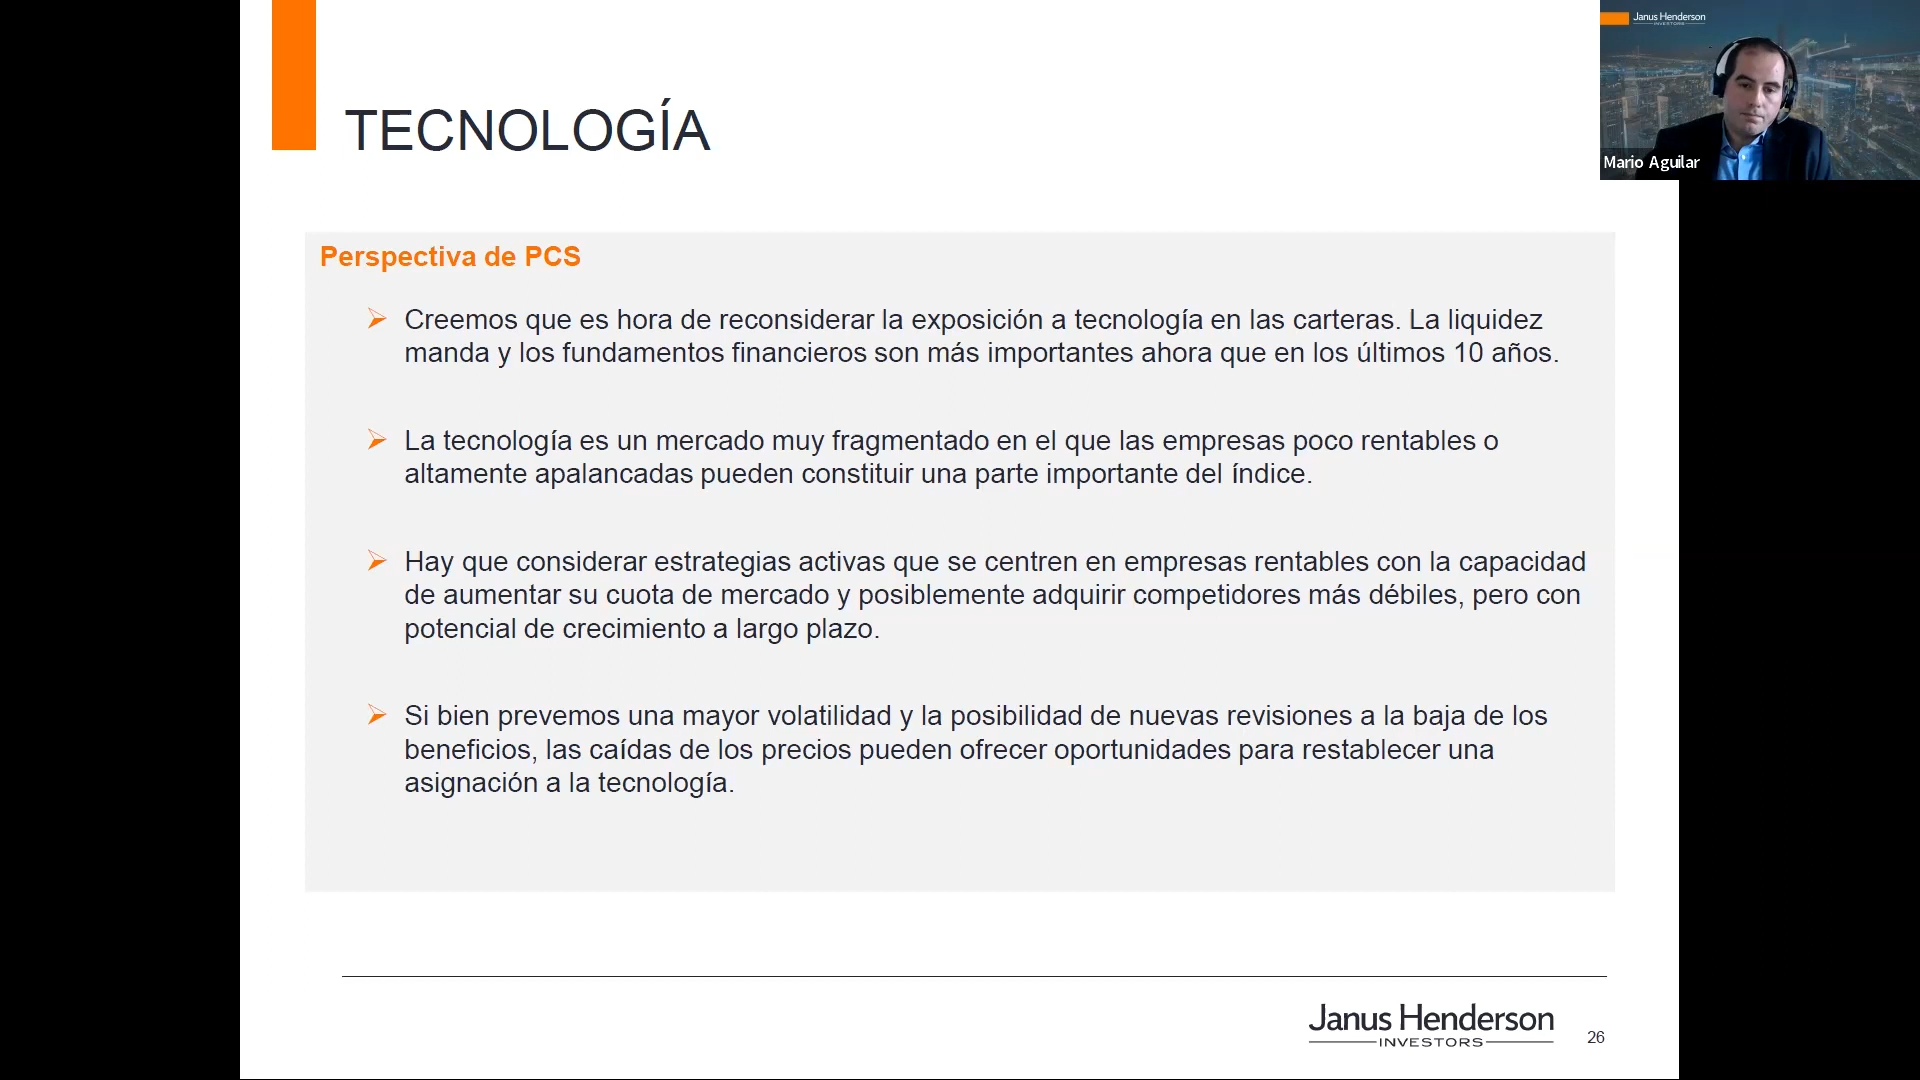 Janus Henderson
INVESTORS
Mario Aguilar
TECNOLOGÍA
Perspectiva de PCS
Creemos que es hora de reconsiderar la exposición a tecnología en las carteras. La liquidez
manda y los fundamentos financieros son más importantes ahora que en los últimos 10 años.
La tecnología es un mercado muy fragmentado en el que las empresas poco rentables o
altamente apalancadas pueden constituir una parte importante del índice.
Hay que considerar estrategias activas que se centren en empresas rentables con la capacidad
de aumentar su cuota de mercado y posiblemente adquirir competidores más débiles, pero con
potencial de crecimiento a largo plazo.
Si bien prevemos una mayor volatilidad y la posibilidad de nuevas revisiones a la baja de los
beneficios, las caídas de los precios pueden ofrecer oportunidades para restablecer una
asignación a la tecnología.
Janus Henderson
INVESTORS
26